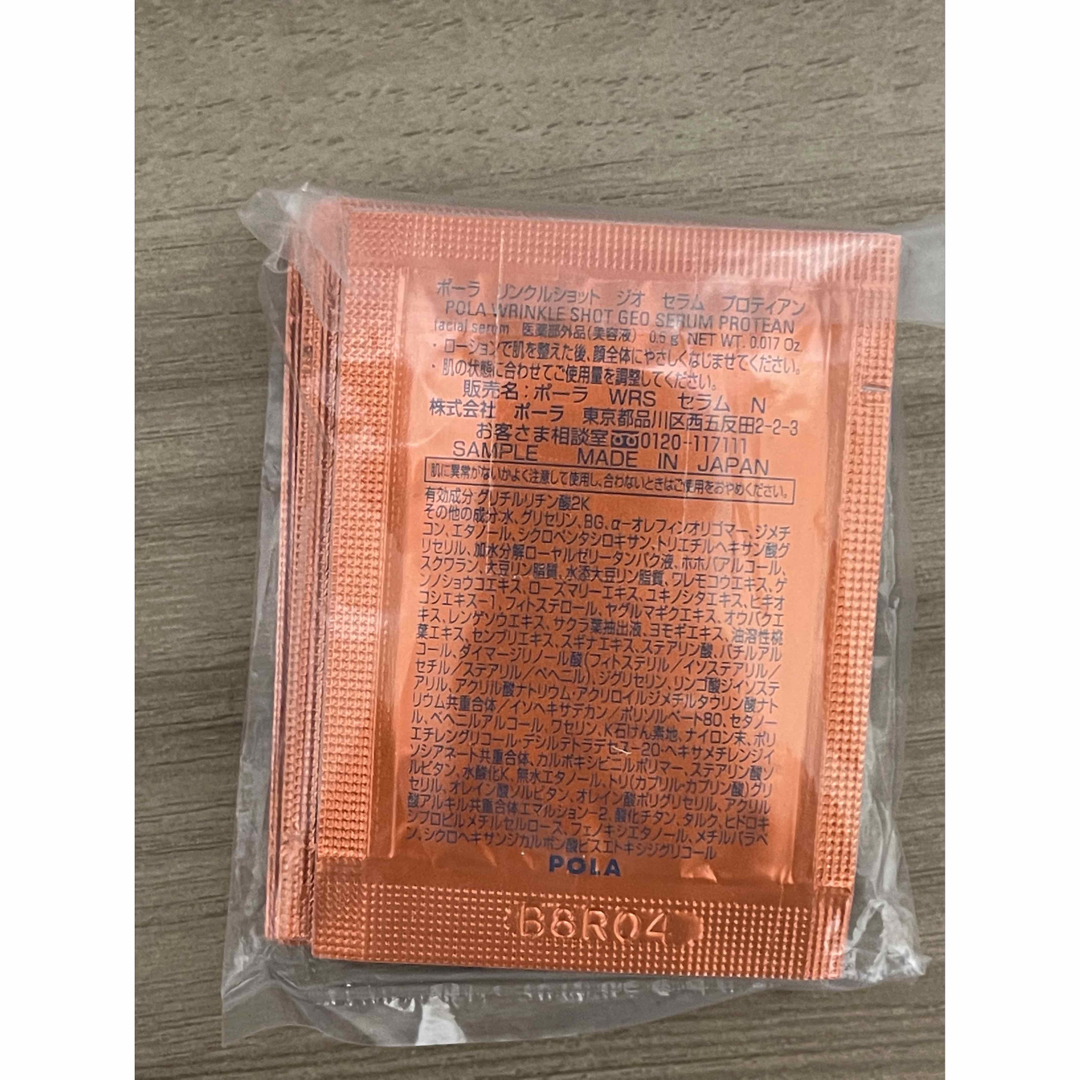 ポーラ リンクルショット ジオ セラム プロティアン
POLA WRINKLE SHOT GEO SERUM PROTEAN
facial serum 医薬部外品(美容液) 0.5g NET WT. 0.017 Oz.
・ローションで肌を整えた後、顔全体にやさしくなじませてください。
・肌の状態に合わせてご使用量を調整してください。
販売名:ポーラ WRS セラム N
株式会社 ポーラ 東京都品川区西五反田2-2-3
お客さま相談室 0120-117111
SAMPLE MADE IN JAPAN
肌に異常がないかよく注意して使用し、合わないときはご使用をおやめください。
有効成分 グリチルリチン酸2K
その他の成分:水、グリセリン、BG、α-オレフィンオリゴマー、ジメチ
コン、エタノール、シクロペンタシロキサン、トリエチルヘキサン酸グ
リセリル、加水分解ローヤルゼリータンパク液、ホホバアルコール、
スクワラン、大豆リン脂質、水添大豆リン脂質、ワレモコウエキス、ゲ
ンノショウコエキス、ローズマリーエキス、ユキノシタエキス、ヒキオ
コシエキス-1、フィトステロール、ヤグルマギクエキス、オウバクエ
キス、レンゲソウエキス、サクラ葉抽出液、ヨモギエキス、油溶性桃
葉エキス、センブリエキス、スギナエキス、ステアリン酸、バチルアル
コール、ダイマージリノール酸(フィトステリル/イソステアリル/
セチル/ステアリル/ベヘニル)、ジグリセリン、リンゴ酸ジイソステ
アリル、アクリル酸ナトリウム・アクリロイルジメチルタウリン酸ナト
リウム共重合体/イソヘキサデカン/ポリソルベート80、セタノー
ル、ベヘニルアルコール、ワセリン、K石けん素地、ナイロン末、ポリ
エチレングリコール・デシルテトラデセス-20・ヘキサメチレンジイ
ソシアネート共重合体、カルボキシビニルポリマー、ステアリン酸ソ
ルビタン、水酸化K、無水エタノール、トリ(カプリル・カプリン酸)グリ
セリル、オレイン酸ソルビタン、オレイン酸ポリグリセリル、アクリル
酸アルキル共重合体エマルション-2、酸化チタン、タルク、ヒドロキ
シプロピルメチルセルロース、フェノキシエタノール、メチルパラベ
ン、シクロヘキサンジカルボン酸ビスエトキシジグリコール
POLA
B8R04